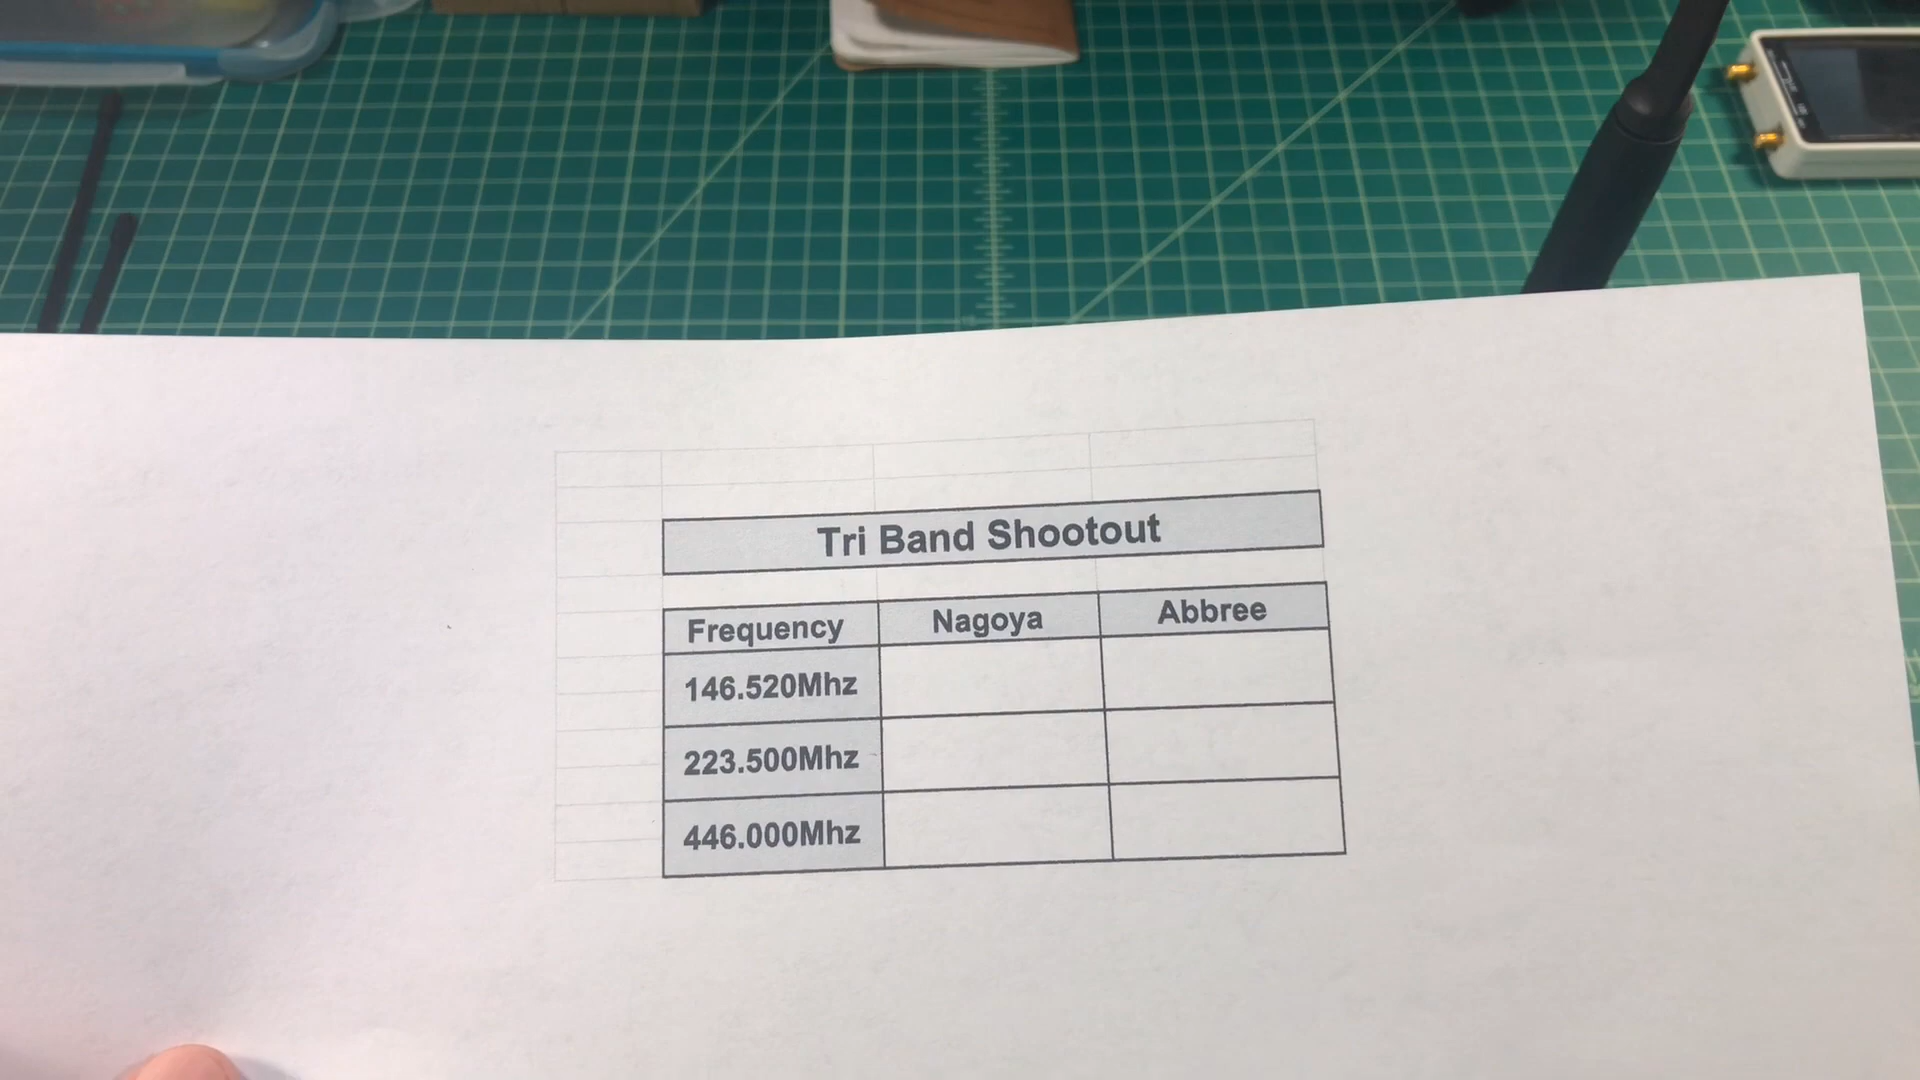 Tri Band Shootout
Frequency Nagoya Abbree
146.520Mhz
223.500Mhz
446.000Mhz